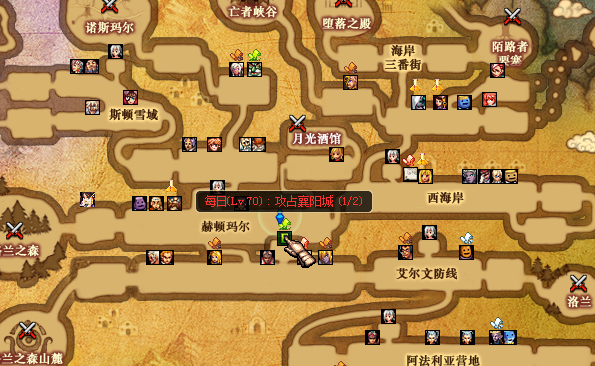 诺斯玛尔
亡者峡谷
堕落之殿
海岸
三番街
陌路者
要塞
斯顿雪域
月光酒馆
每日(Lv.70)：攻占襄阳城 (1/2)
西海岸
赫顿玛尔
洛兰之森
艾尔文防线
洛兰
洛兰之森山麓
阿法利亚营地